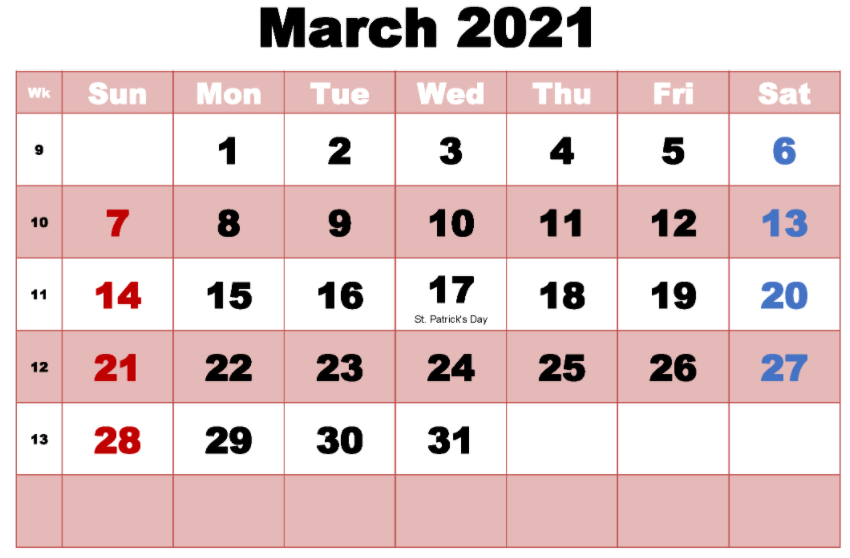 March 2021
Wk Sun Mon Tue Wed Thu Fri Sat
9 1 2 3 4 5 6
10 7 8 9 10 11 12 13
11 14 15 16 17 18 19 20
St. Patrick's Day
12 21 22 23 24 25 26 27
13 28 29 30 31